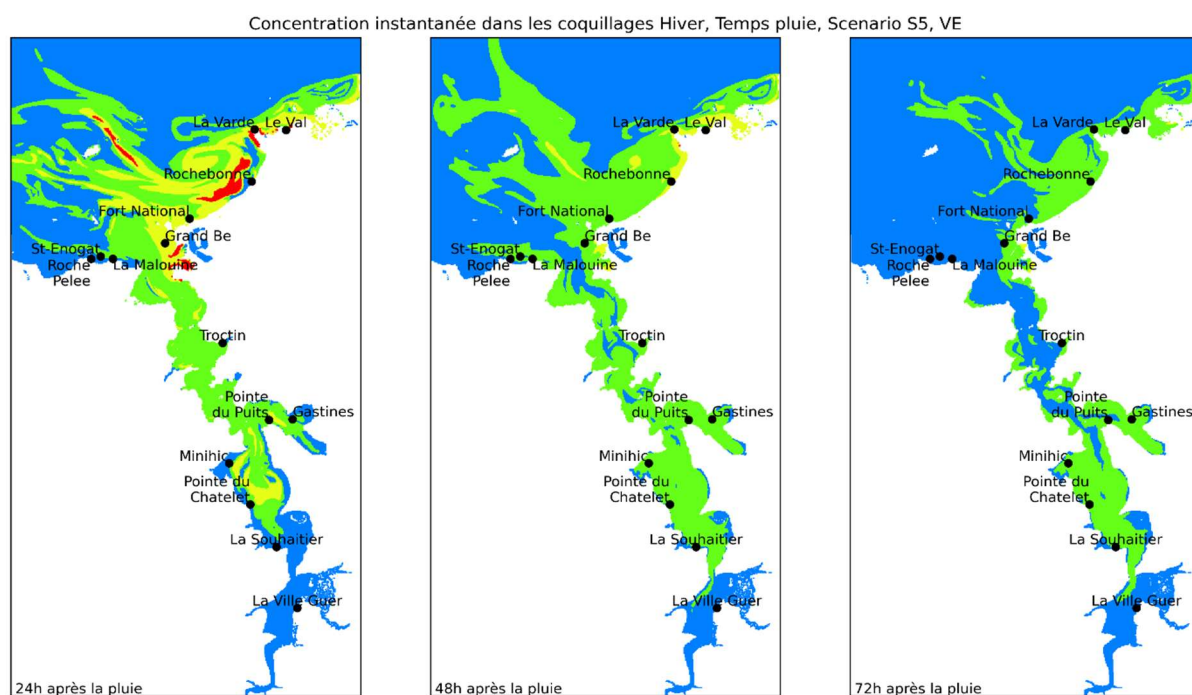 Concentration instantanée dans les coquillages Hiver, Temps pluie, Scenario S5, VE
La Varde
Le Val
Rochebonne
Fort National
Grand Be
St-Enogat
Roche
Pelee
La Malouine
Troctin
Pointe
du Puits
Gastines
Minihic
Pointe du
Chatelet
La Souhaitier
La Ville Guer
24h après la pluie
La Varde
Le Val
Rochebonne
Fort National
Grand Be
St-Enogat
Roche
Pelee
La Malouine
Troctin
Pointe
du Puits
Gastines
Minihic
Pointe du
Chatelet
La Souhaitier
La Ville Guer
48h après la pluie
La Varde
Le Val
Rochebonne
Fort National
Grand Be
St-Enogat
Roche
Pelee
La Malouine
Troctin
Pointe
du Puits
Gastines
Minihic
Pointe du
Chatelet
La Souhaitier
La Ville Guer
72h après la pluie